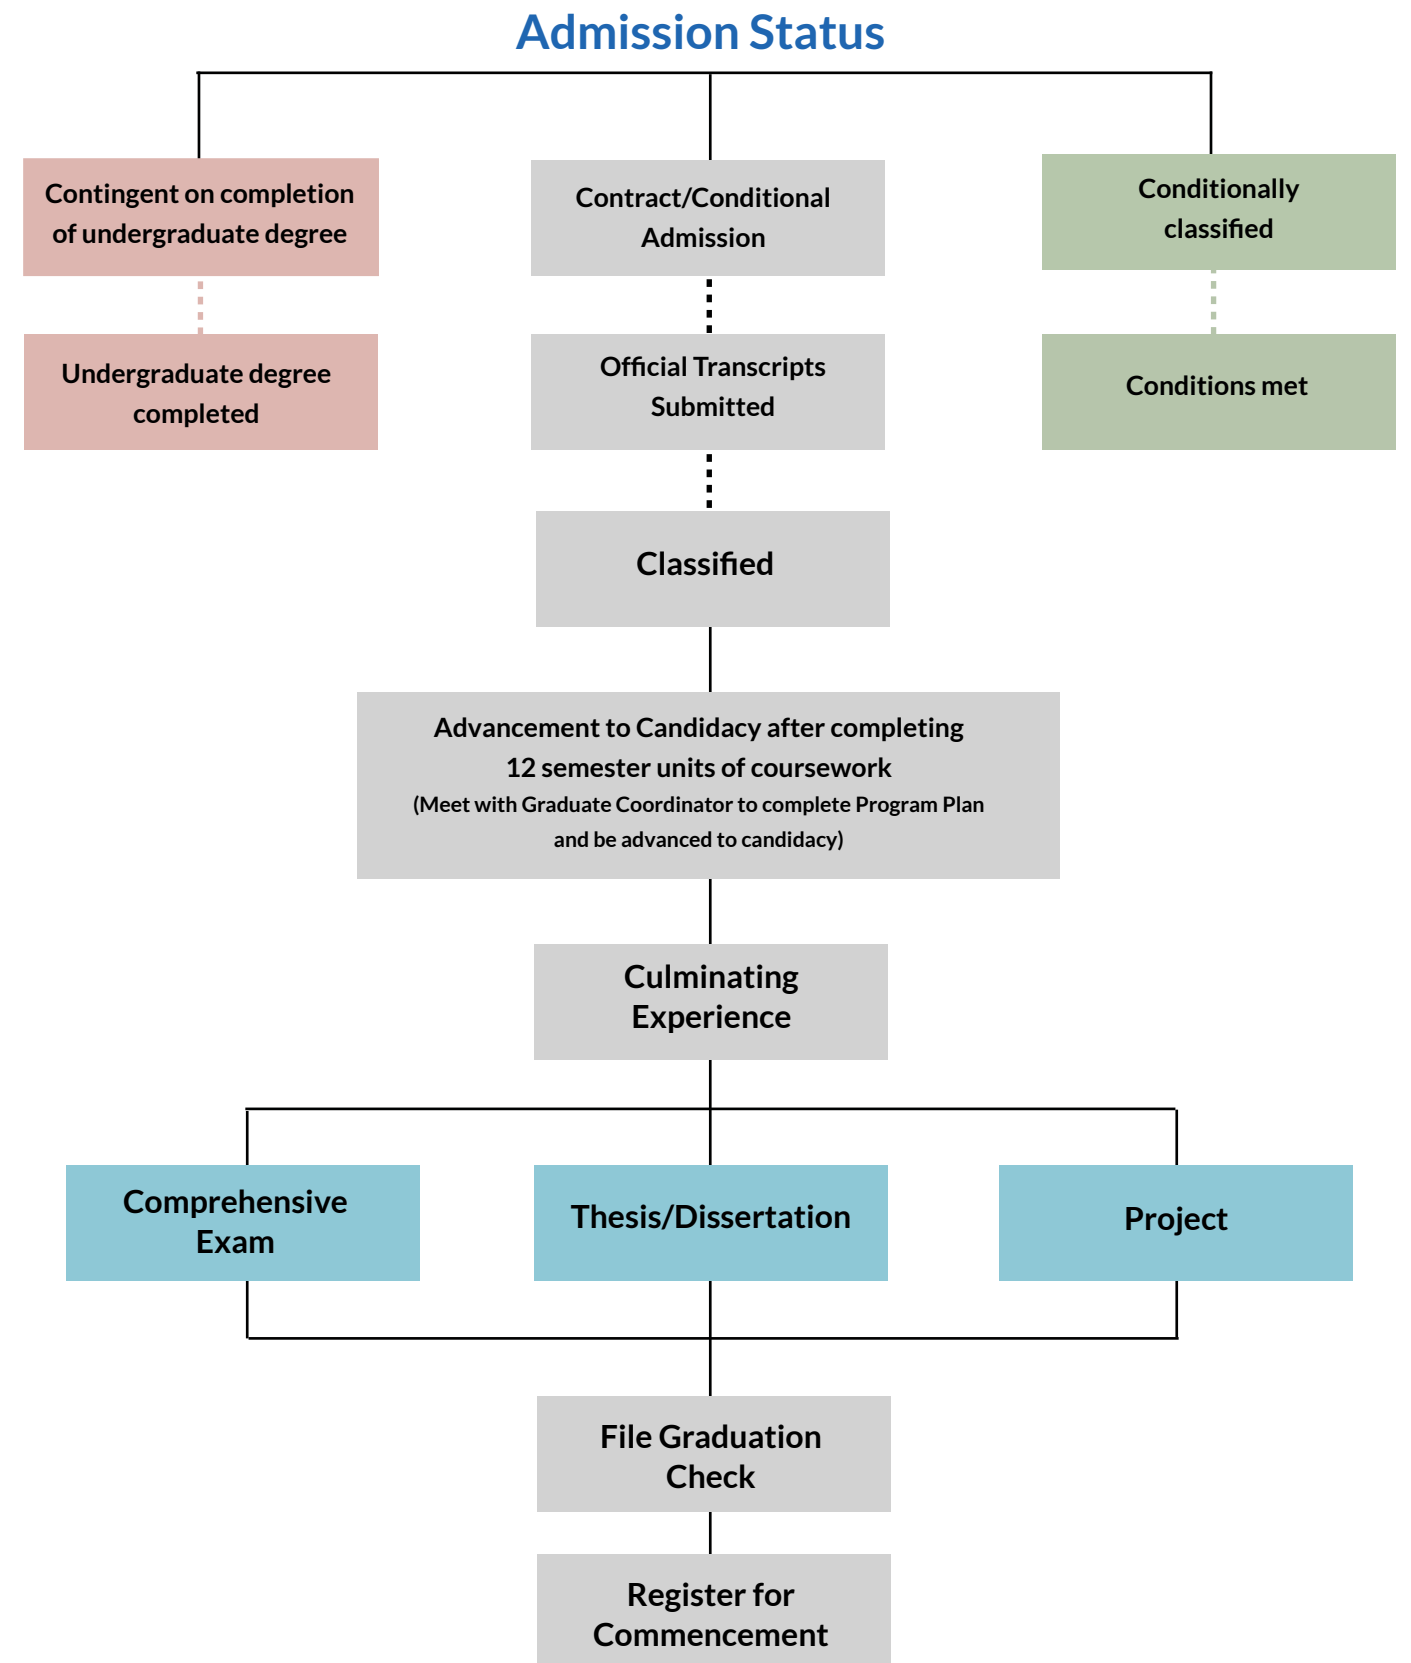 Admission Status
Contingent on completion
of undergraduate degree
Contract/Conditional
Admission
Conditionally
classified
Undergraduate degree
completed
Official Transcripts
Submitted
Conditions met
Classified
Advancement to Candidacy after completing
12 semester units of coursework
(Meet with Graduate Coordinator to complete Program Plan
and be advanced to candidacy)
Culminating
Experience
Comprehensive
Exam
Thesis/Dissertation
Project
File Graduation
Check
Register for
Commencement